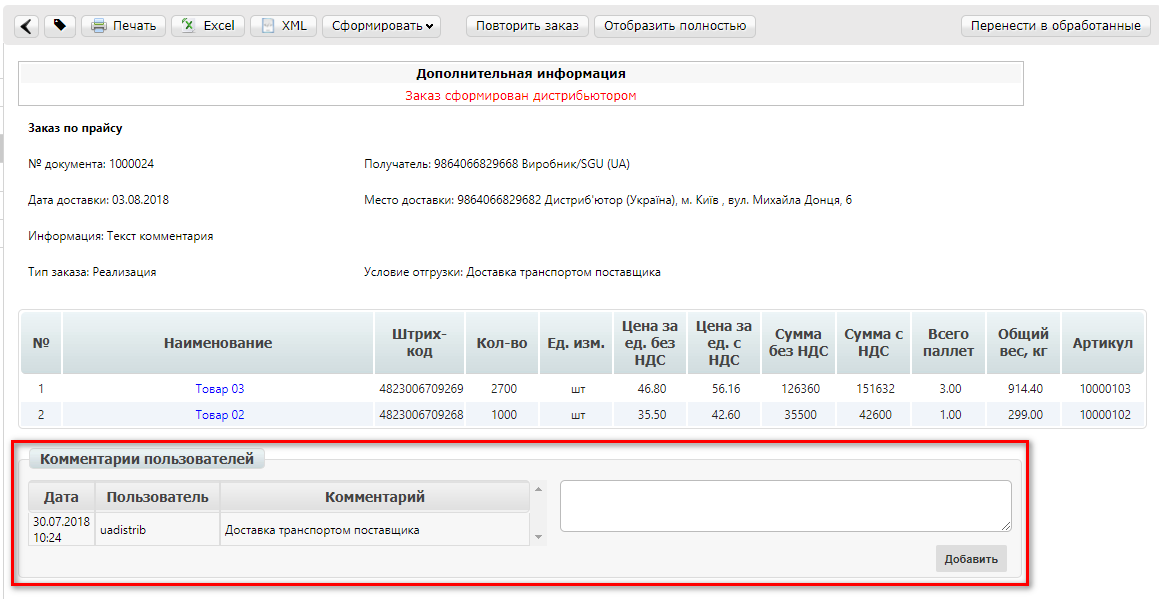 Печать Excel XML Сформировать Повторить заказ Отобразить полностью Перенести в обработанные
Дополнительная информация
Заказ сформирован дистрибьютором
Заказ по прайсу
№ документа: 1000024 Получатель: 9864066829668 Виробник/SGU (UA)
Дата доставки: 03.08.2018 Место доставки: 9864066829682 Дистриб'ютор (Україна), м. Київ , вул. Михайла Донця, 6
Информация: Текст комментария
Тип заказа: Реализация Условие отгрузки: Доставка транспортом поставщика
№ Наименование Штрих-код Кол-во Ед. изм. Цена за ед. без НДС Цена за ед. с НДС Сумма без НДС Сумма с НДС Всего паллет Общий вес, кг Артикул
1 Товар 03 4823006709269 2700 шт 46.80 56.16 126360 151632 3.00 914.40 10000103
2 Товар 02 4823006709268 1000 шт 35.50 42.60 35500 42600 1.00 299.00 10000102
Комментарии пользователей
Дата Пользователь Комментарий
30.07.2018 10:24 uadistrib Доставка транспортом поставщика
Добавить